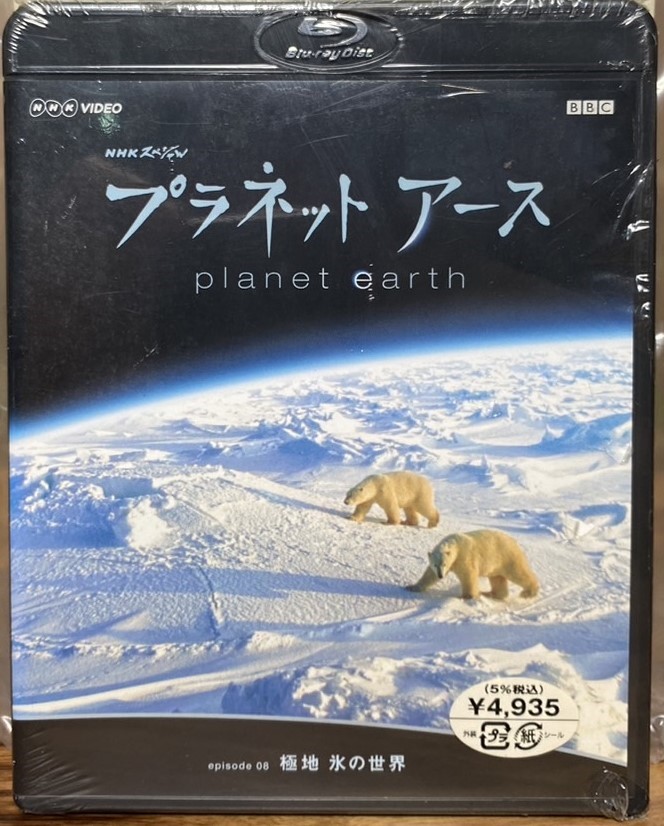 Blu-ray Disc
NHK VIDEO
BBC
NHKスペシャル
プラネット アース
planet earth
(5%税込)
¥4,935
外装 プラ 紙 シール
episode 08 極地 氷の世界